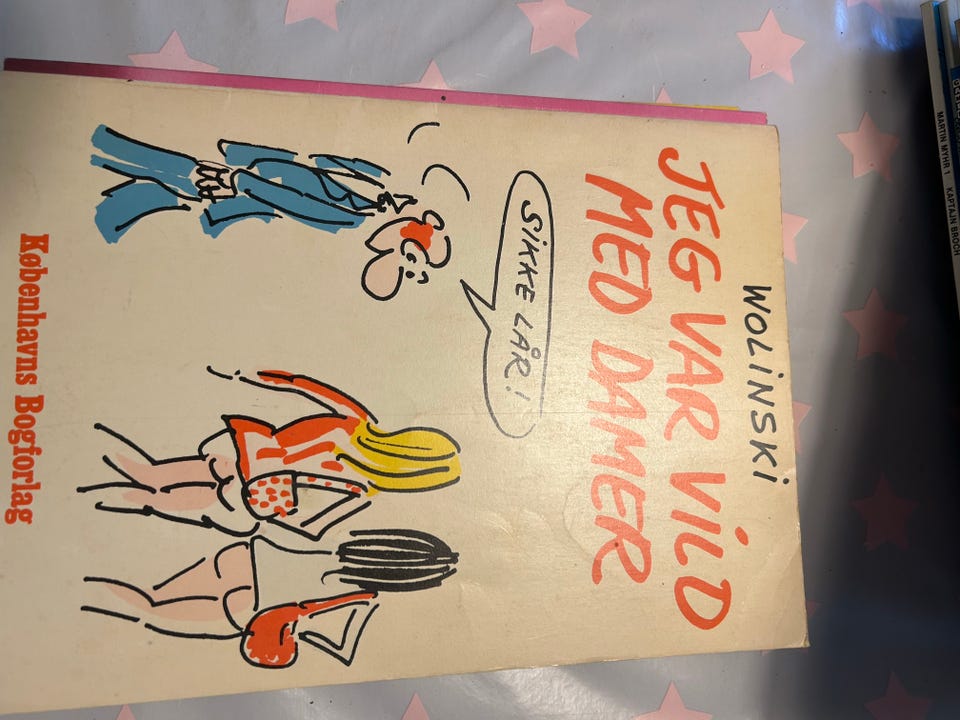 WOLINSKI
JEG VAR VILD
MED DAMER
SIKKE LÅR!
Københavns Bogforlag
MARTIN MYHR 1 KAPTAJN BROCH